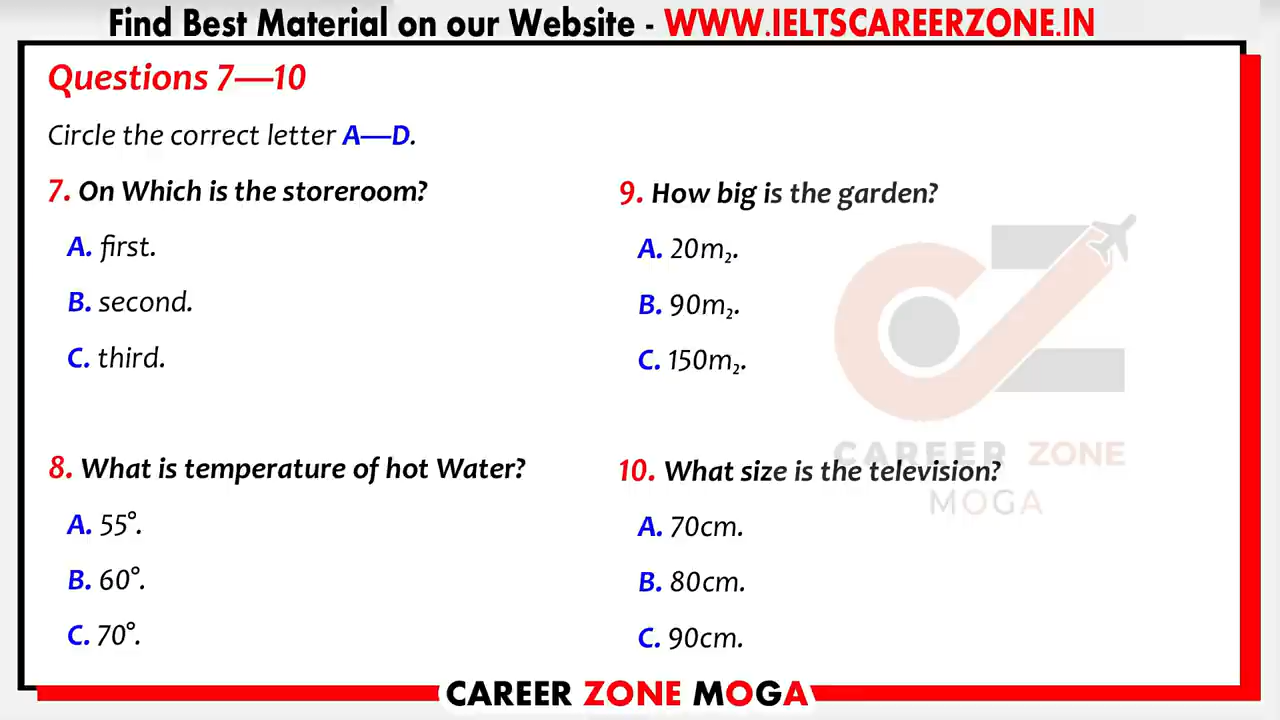 Find Best Material on our Website - WWW.IELTSCAREERZONE.IN
Questions 7—10
Circle the correct letter A—D.
7. On Which is the storeroom?
A. first.
B. second.
C. third.
8. What is temperature of hot Water?
A. 55°.
B. 60°.
C. 70°.
9. How big is the garden?
A. 20m₂.
B. 90m₂.
C. 150m₂.
10. What size is the television?
A. 70cm.
B. 80cm.
C. 90cm.
CAREER ZONE
MOGA
CAREER ZONE MOGA